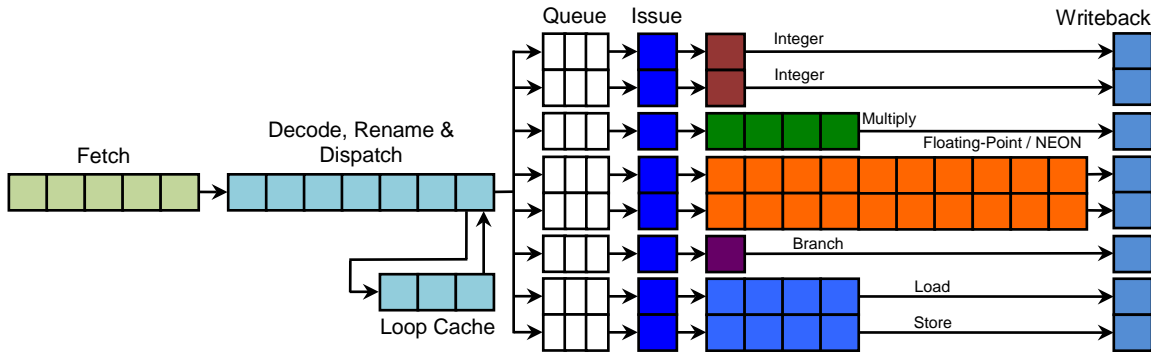 Queue
Issue
Writeback
Integer
Integer
Multiply
Floating-Point / NEON
Decode, Rename &
Dispatch
Fetch
Branch
Load
Loop Cache
Store